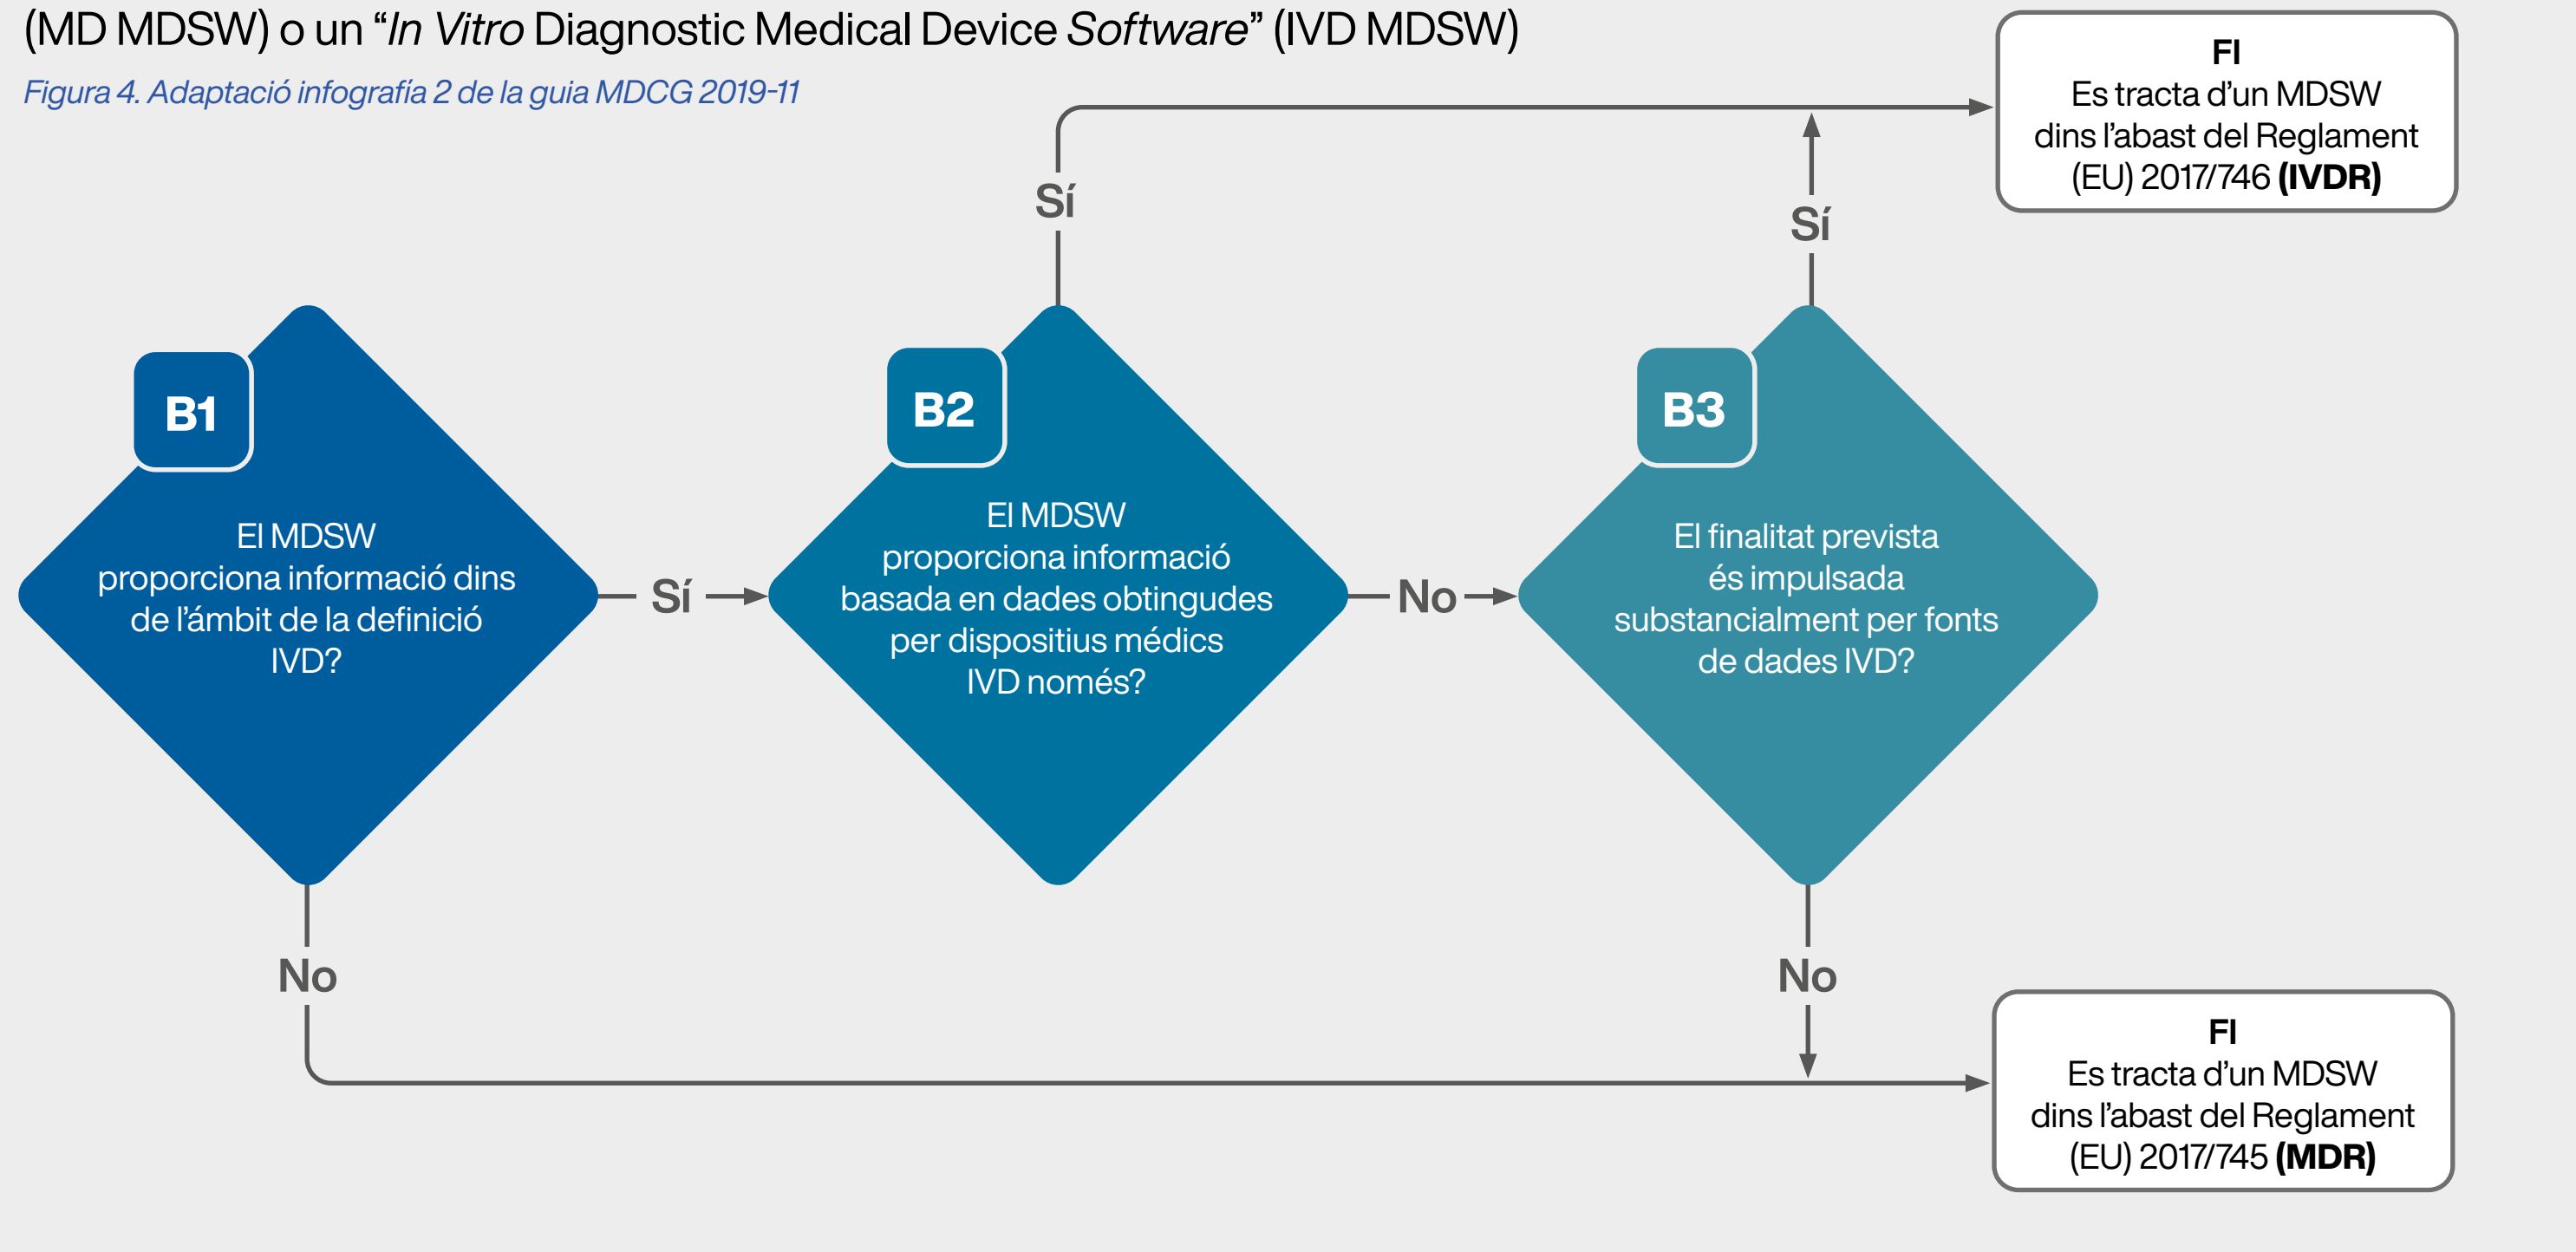 (MD MDSW) o un “In Vitro Diagnostic Medical Device Software” (IVD MDSW)
Figura 4. Adaptació infografía 2 de la guia MDCG 2019-11
FI
Es tracta d’un MDSW
dins l’abast del Reglament
(EU) 2017/746 (IVDR)
Sí
Sí
B1
El MDSW
proporciona informació dins
de l’ámbit de la definició
IVD?
Sí
B2
El MDSW
proporciona informació
basada en dades obtingudes
per dispositius médics
IVD només?
No
B3
El finalitat prevista
és impulsada
substancialment per fonts
de dades IVD?
No
No
FI
Es tracta d’un MDSW
dins l’abast del Reglament
(EU) 2017/745 (MDR)